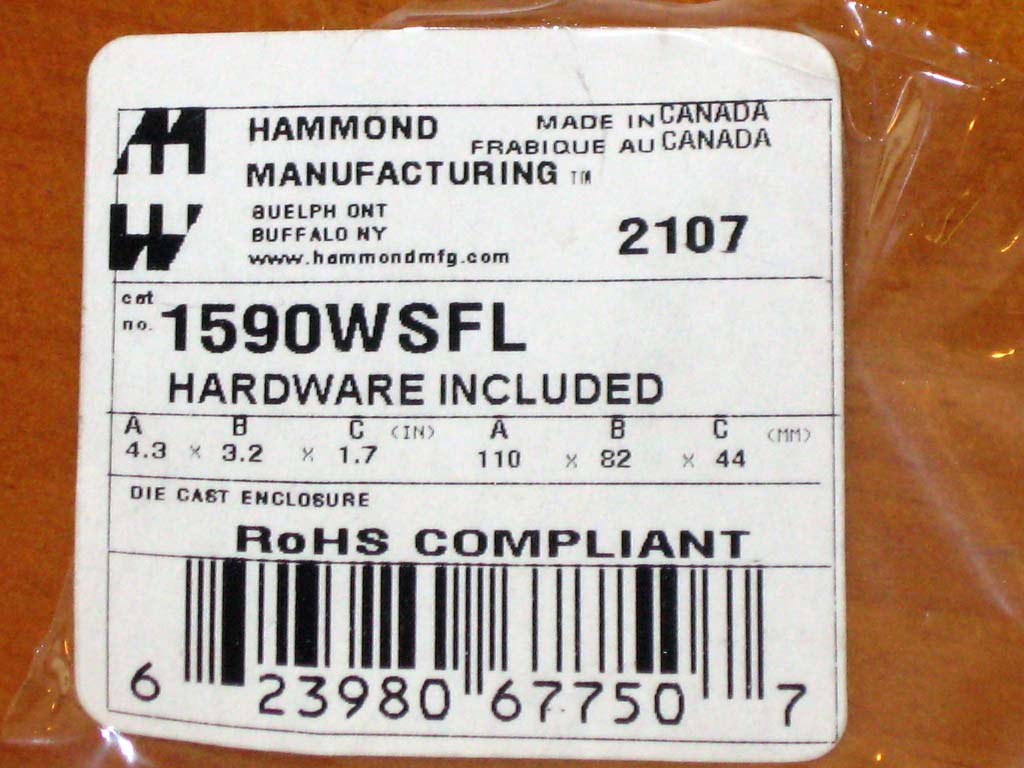 HAMMOND
MANUFACTURING TM
MADE IN CANADA
FRABIQUE AU CANADA
GUELPH ONT
BUFFALO NY
www.hammondmfg.com
2107
cat no. 1590WSFL
HARDWARE INCLUDED
A B C (IN) A B C (MM)
4.3 x 3.2 x 1.7 110 x 82 x 44
DIE CAST ENCLOSURE
RoHS COMPLIANT
6 23980 67750 7